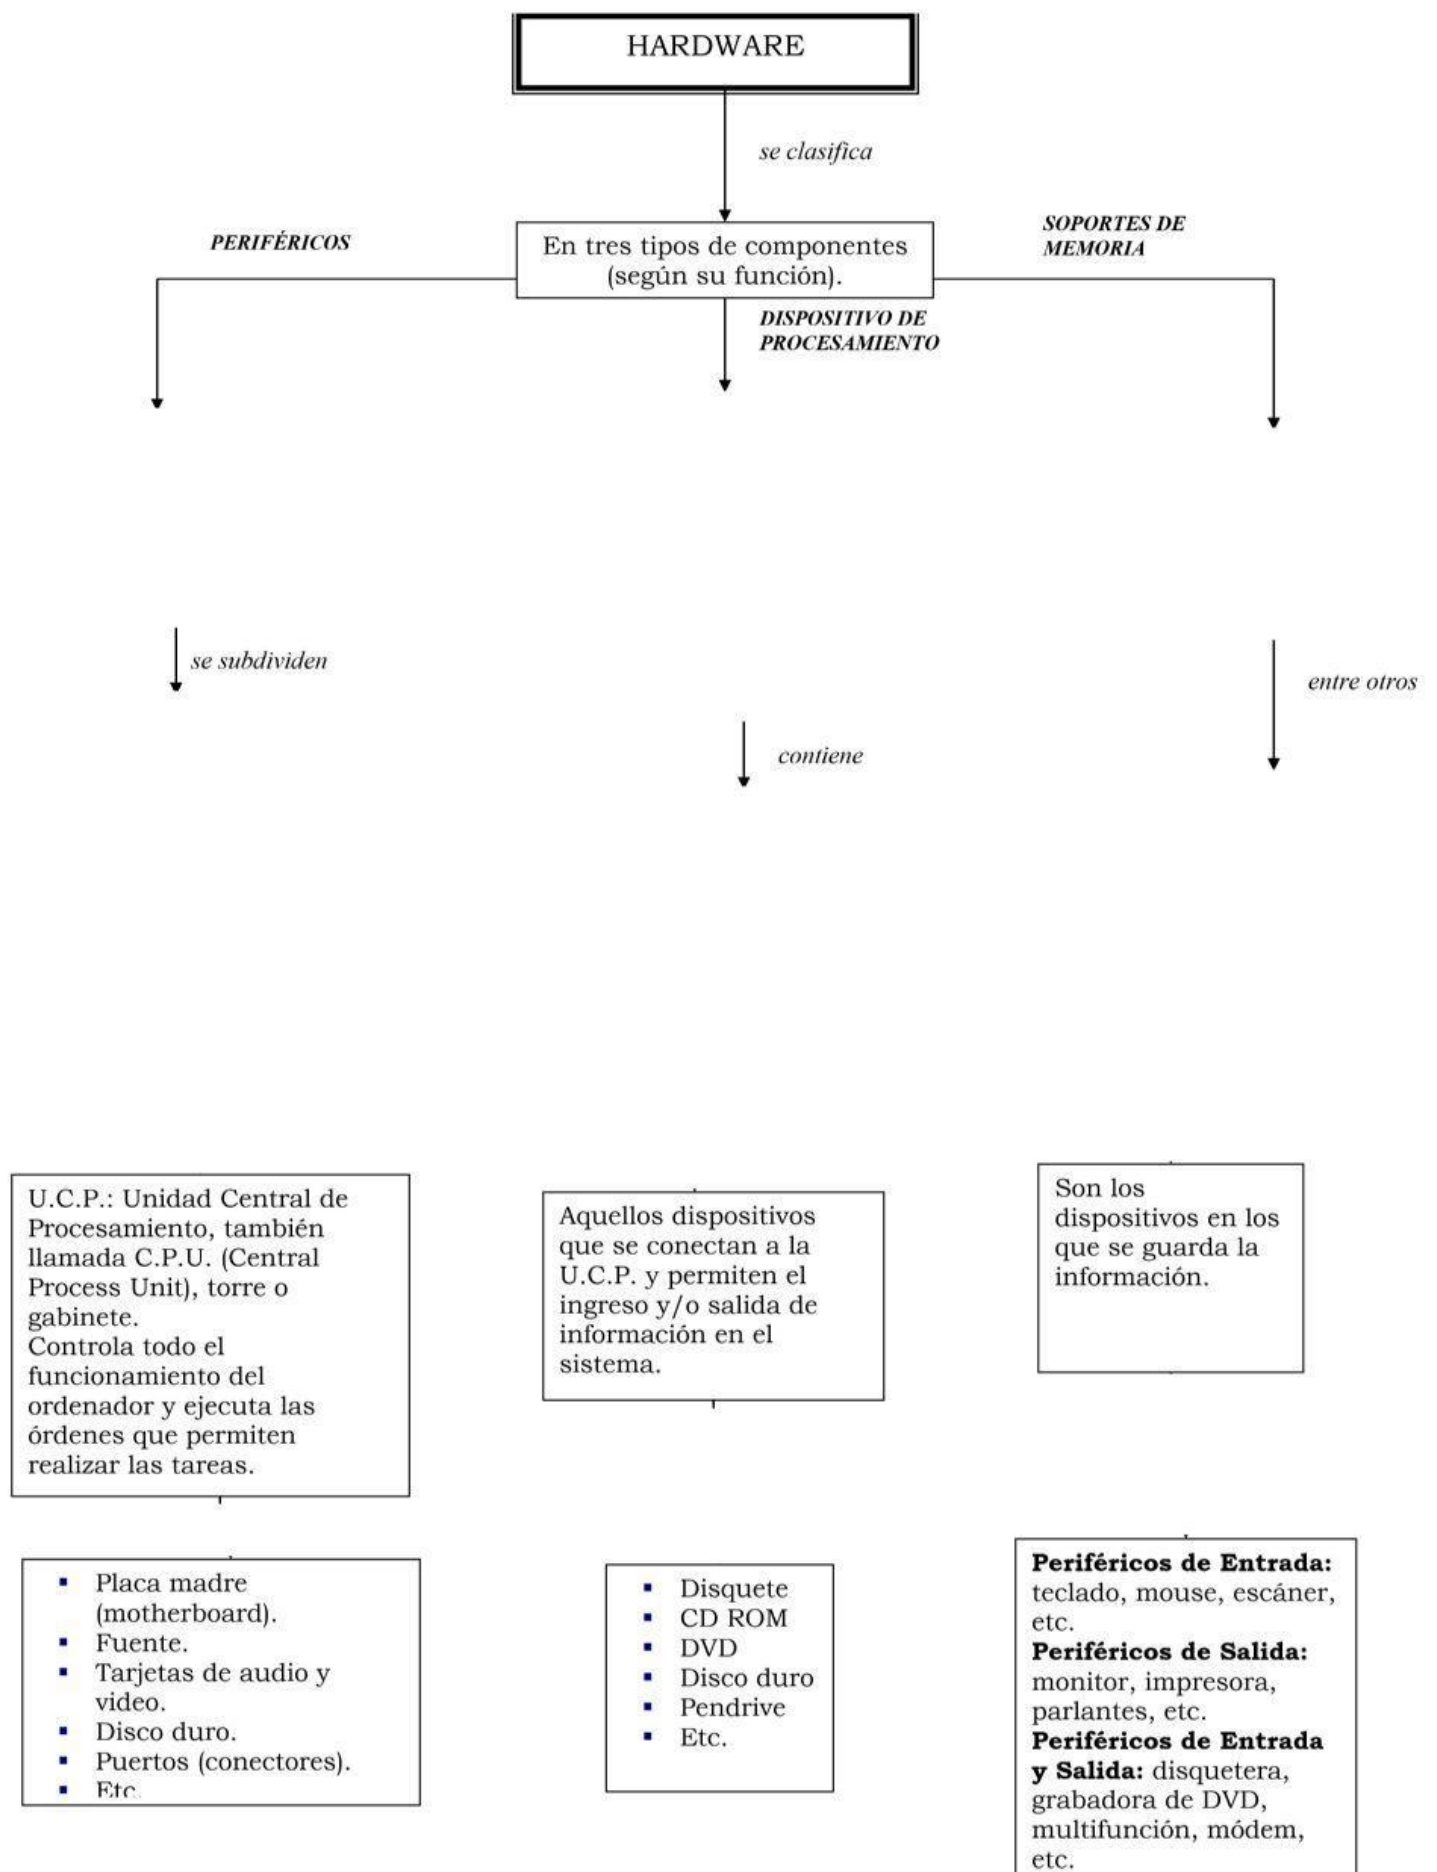 HARDWARE
se clasifica
PERIFÉRICOS
En tres tipos de componentes
(según su función).
SOPORTES DE
MEMORIA
DISPOSITIVO DE
PROCESAMIENTO
se subdividen
entre otros
contiene
U.C.P.: Unidad Central de
Procesamiento, también
llamada C.P.U. (Central
Process Unit), torre o
gabinete.
Controla todo el
funcionamiento del
ordenador y ejecuta las
órdenes que permiten
realizar las tareas.
Aquellos dispositivos
que se conectan a la
U.C.P. y permiten el
ingreso y/o salida de
información en el
sistema.
Son los
dispositivos en los
que se guarda la
información.
▪ Placa madre
(motherboard).
▪ Fuente.
▪ Tarjetas de audio y
video.
▪ Disco duro.
▪ Puertos (conectores).
▪ Etc.
▪ Disquete
▪ CD ROM
▪ DVD
▪ Disco duro
▪ Pendrive
▪ Etc.
Periféricos de Entrada:
teclado, mouse, escáner,
etc.
Periféricos de Salida:
monitor, impresora,
parlantes, etc.
Periféricos de Entrada
y Salida: disquetera,
grabadora de DVD,
multifunción, módem,
etc.